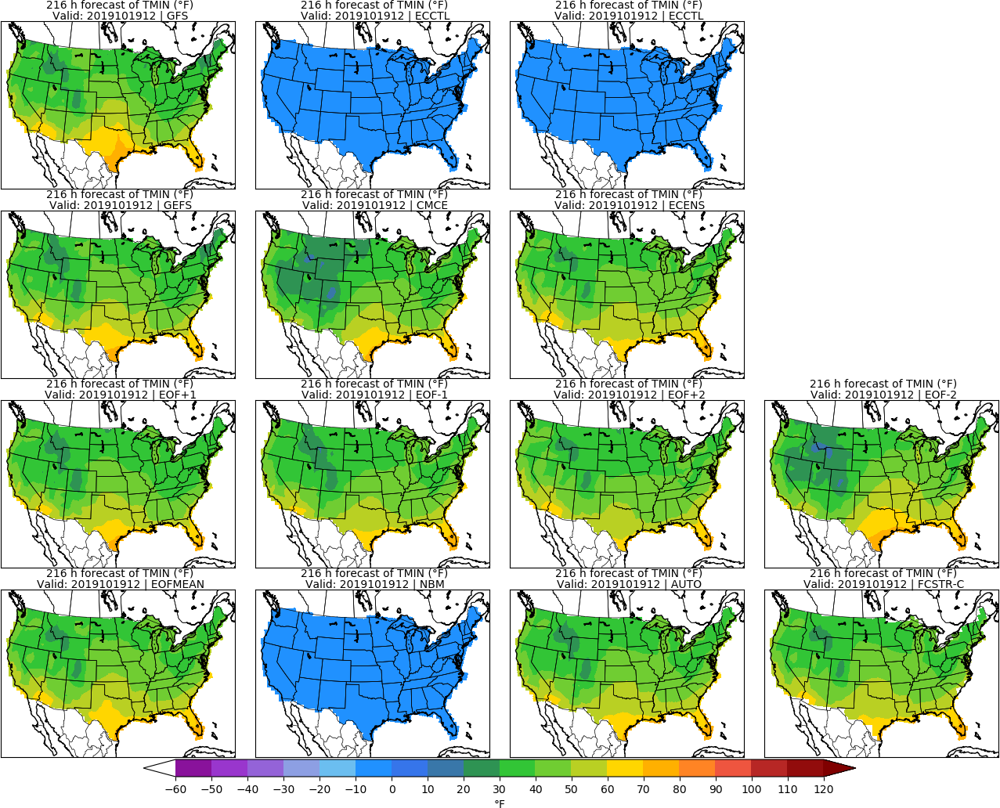 216 h forecast of TMIN (°F)
Valid: 2019101912 | GFS
216 h forecast of TMIN (°F)
Valid: 2019101912 | ECCTL
216 h forecast of TMIN (°F)
Valid: 2019101912 | ECCTL
216 h forecast of TMIN (°F)
Valid: 2019101912 | GEFS
216 h forecast of TMIN (°F)
Valid: 2019101912 | CMCE
216 h forecast of TMIN (°F)
Valid: 2019101912 | ECENS
216 h forecast of TMIN (°F)
Valid: 2019101912 | EOF+1
216 h forecast of TMIN (°F)
Valid: 2019101912 | EOF-1
216 h forecast of TMIN (°F)
Valid: 2019101912 | EOF+2
216 h forecast of TMIN (°F)
Valid: 2019101912 | EOF-2
216 h forecast of TMIN (°F)
Valid: 2019101912 | EOFMEAN
216 h forecast of TMIN (°F)
Valid: 2019101912 | NBM
216 h forecast of TMIN (°F)
Valid: 2019101912 | AUTO
216 h forecast of TMIN (°F)
Valid: 2019101912 | FCSTR-C
−60 −50 −40 −30 −20 −10 0 10 20 30 40 50 60 70 80 90 100 110 120
°F